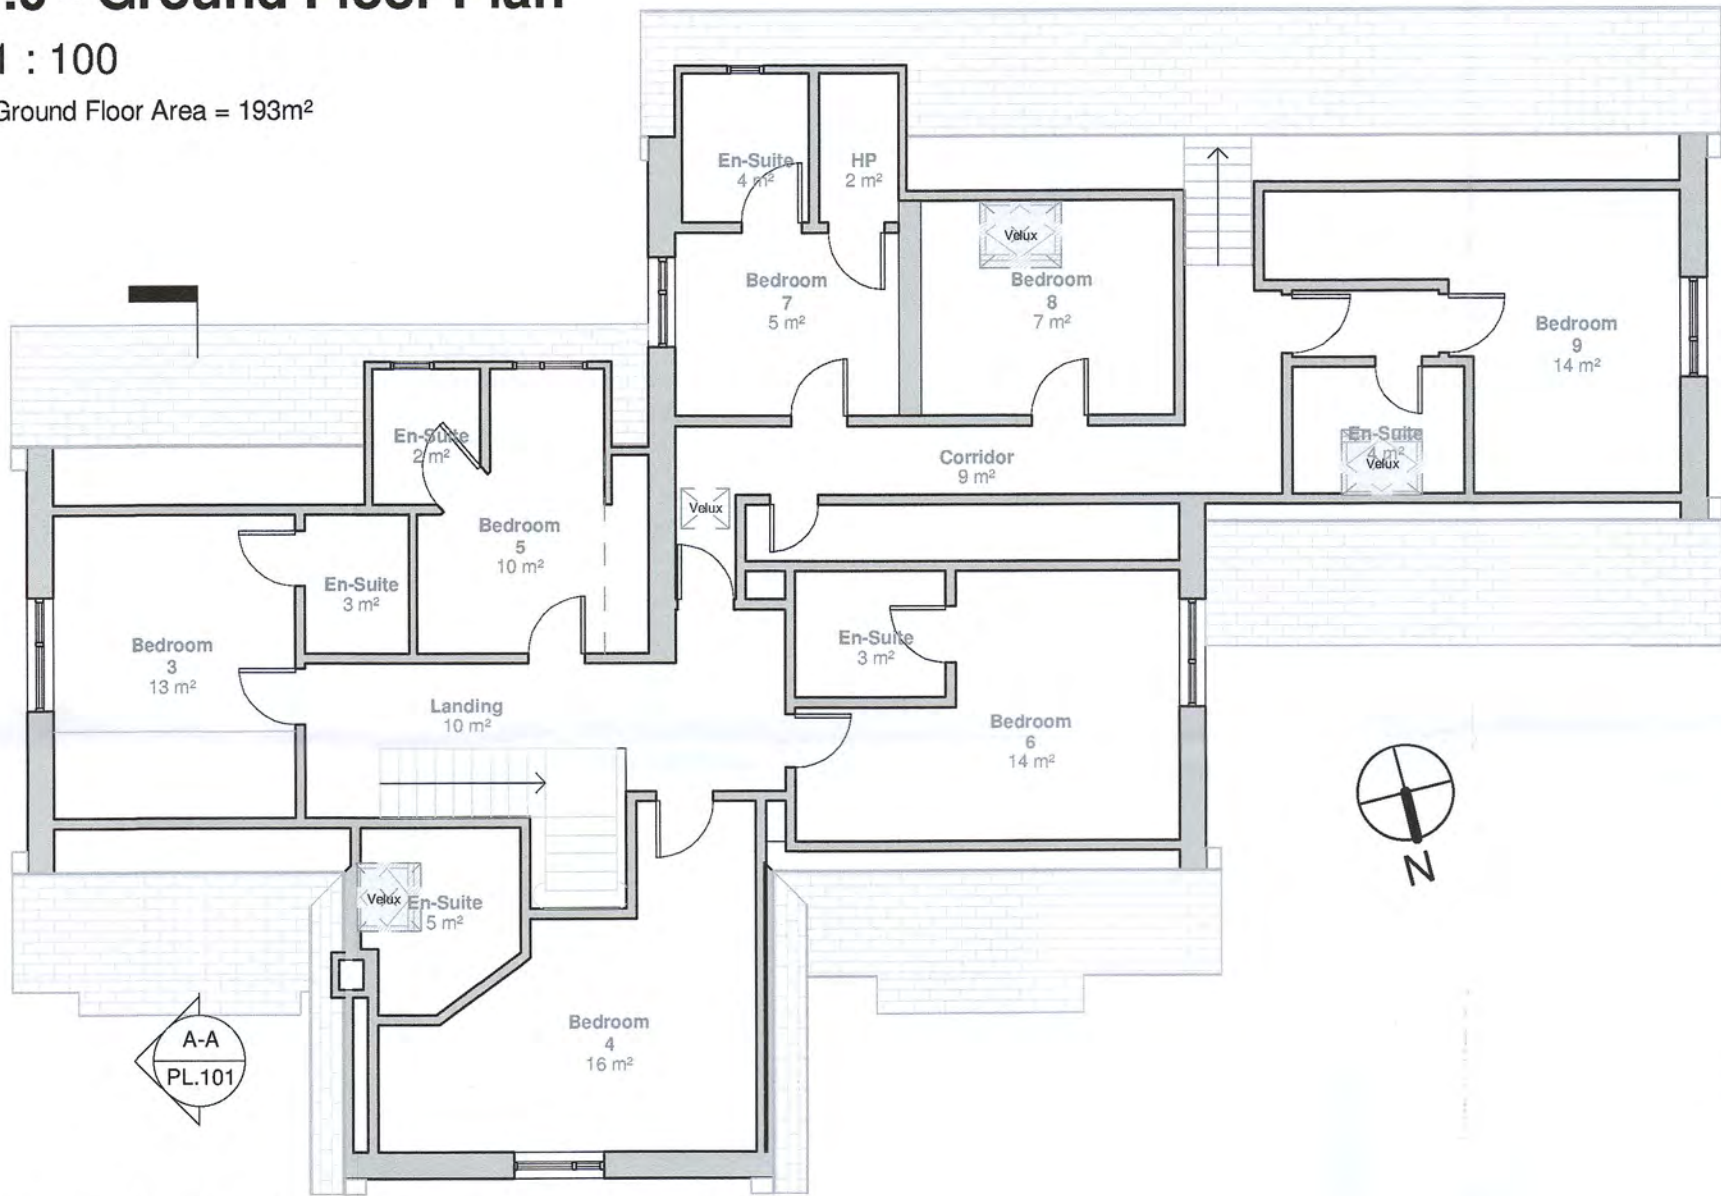 Ground Floor Plan
1 : 100
Ground Floor Area = 193m²
En-Suite
4 m²
HP
2 m²
Velux
Bedroom
7
5 m²
Bedroom
8
7 m²
Bedroom
9
14 m²
En-Suite
2 m²
Corridor
9 m²
En-Suite
4 m²
Velux
Velux
Bedroom
5
10 m²
En-Suite
3 m²
Bedroom
3
13 m²
En-Suite
3 m²
Landing
10 m²
Bedroom
6
14 m²
N
Velux
En-Suite
5 m²
Bedroom
4
16 m²
A-A
PL.101